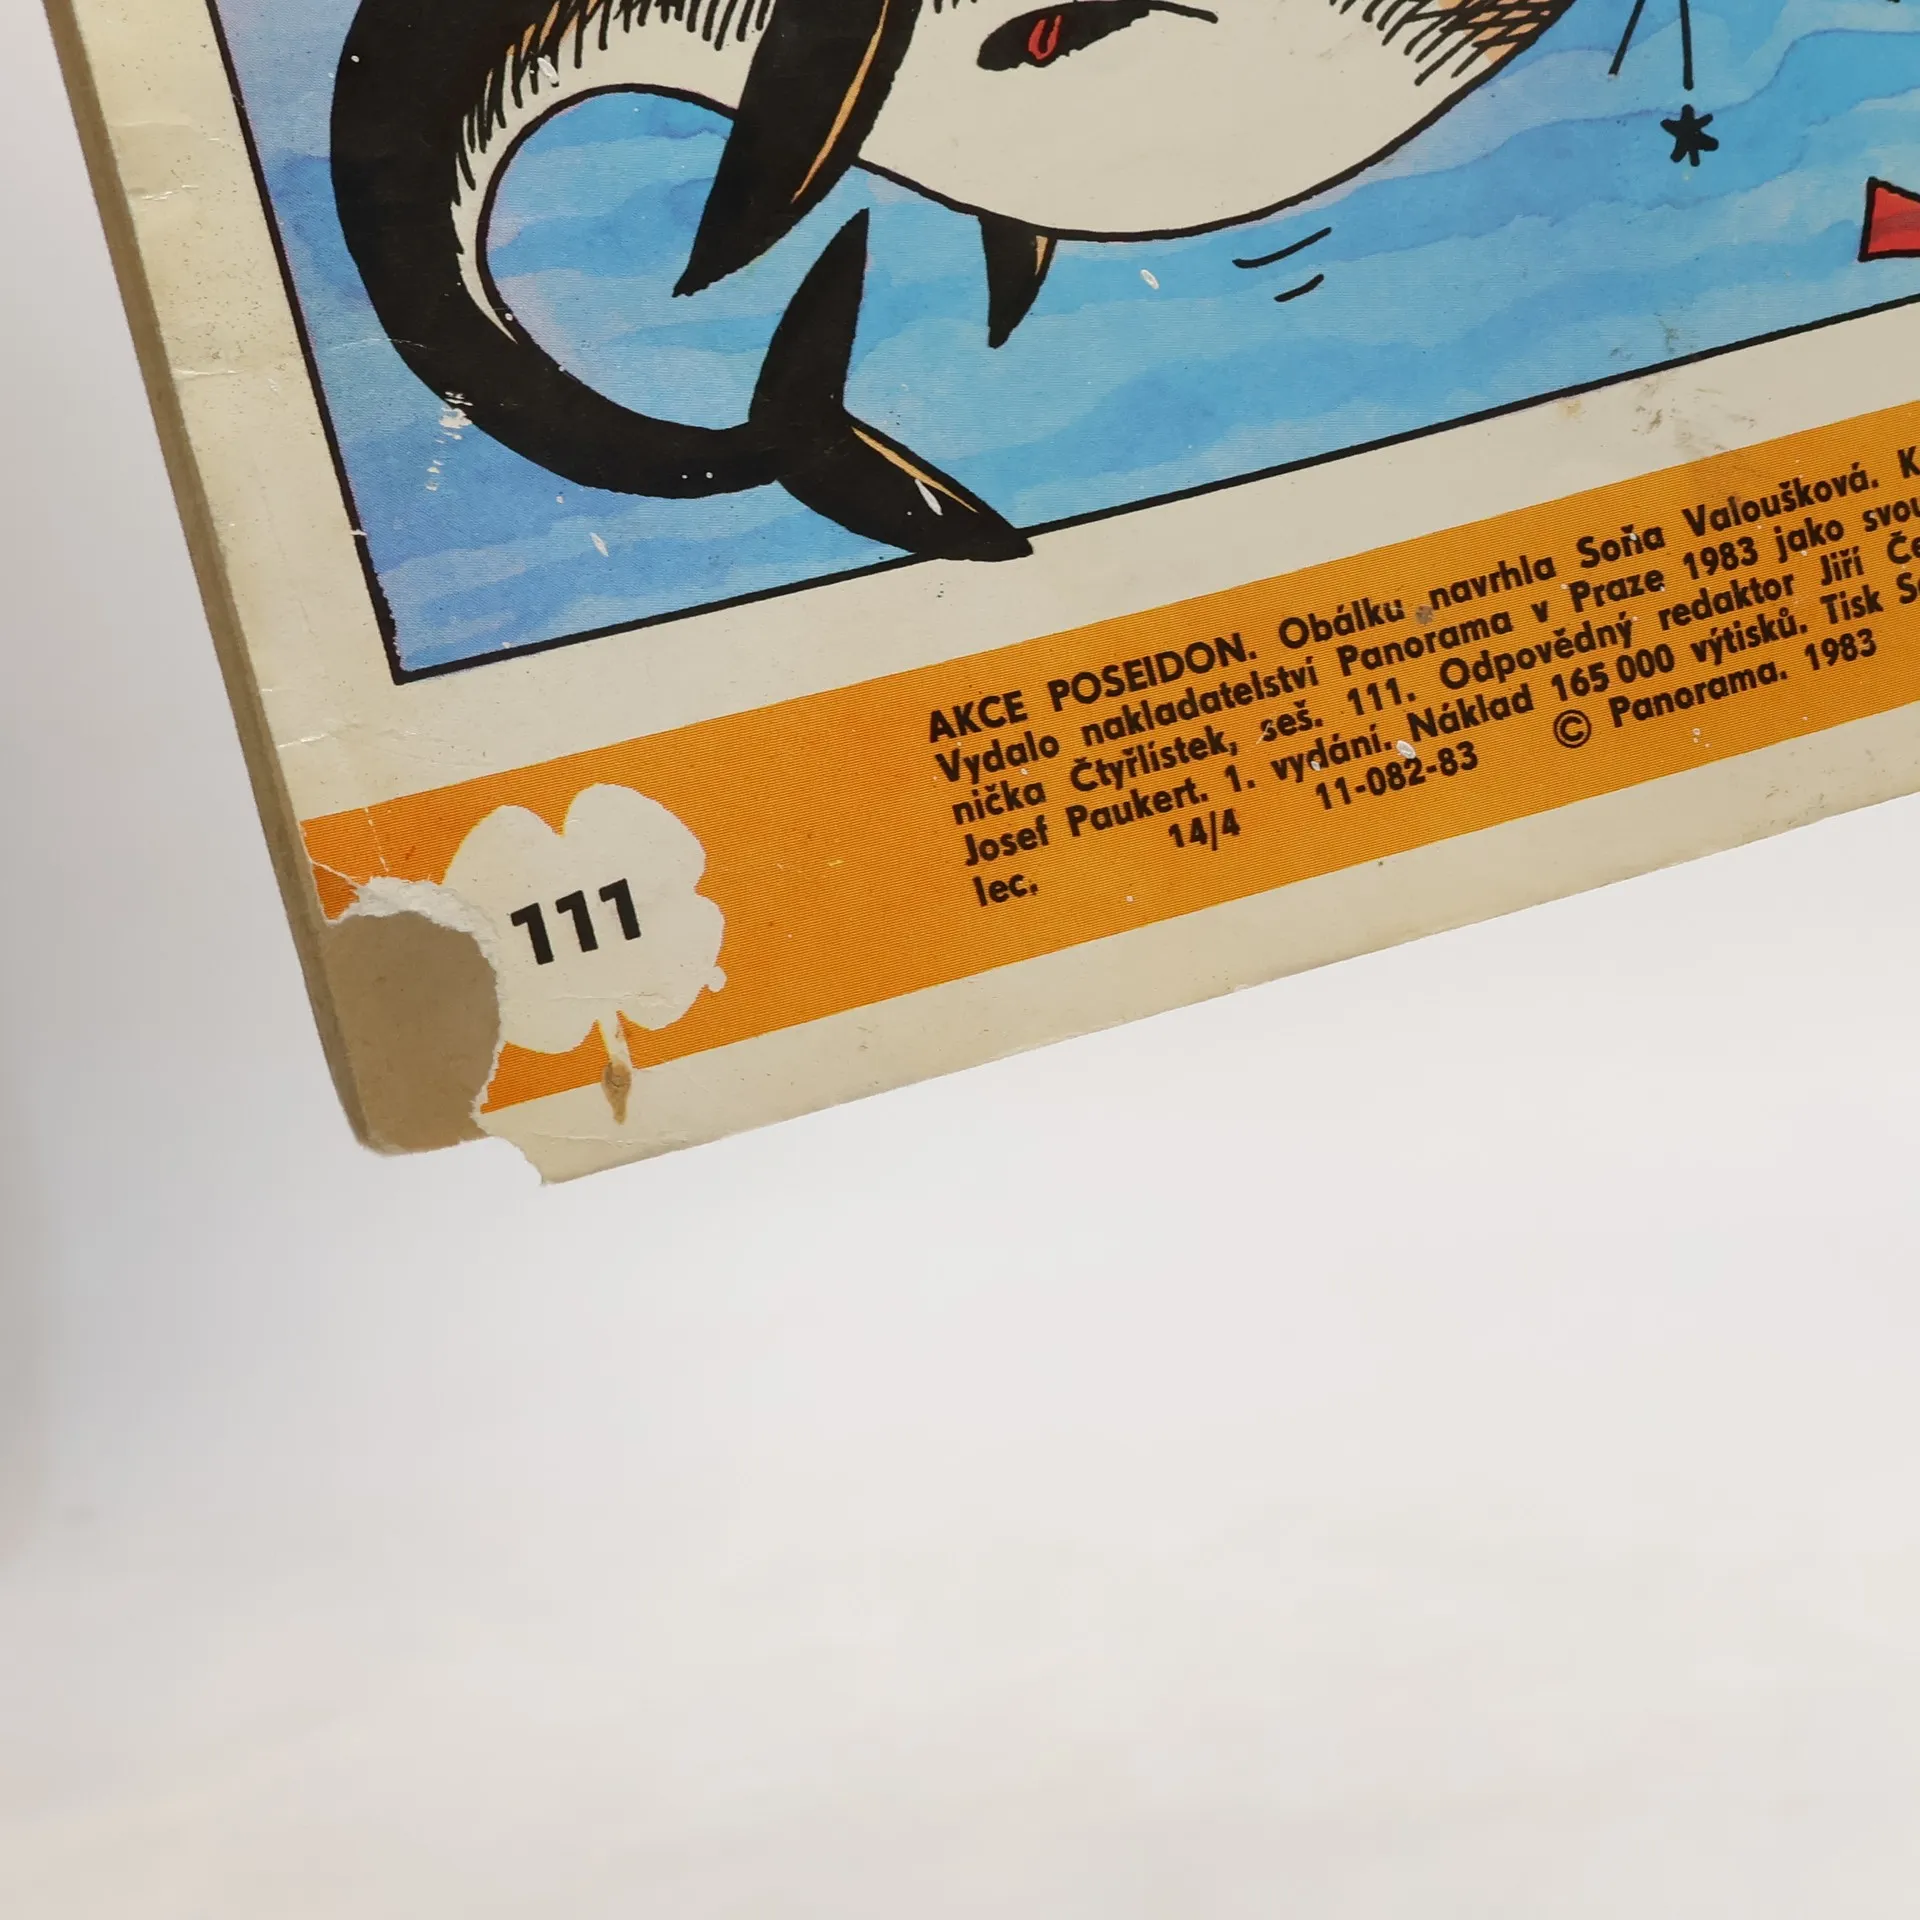 AKCE POSEIDON. Obálku navrhla Soňa Valoušková.
Vydalo nakladatelství Panorama v Praze 1983 jako
nička Čtyřlístek, seš. 111. Odpovědný redaktor Jiří
Josef Paukert. 1. vydání. Náklad 165 000 výtisků. Tisk
14/4 11-082-83 © Panorama. 1983
lec.
111